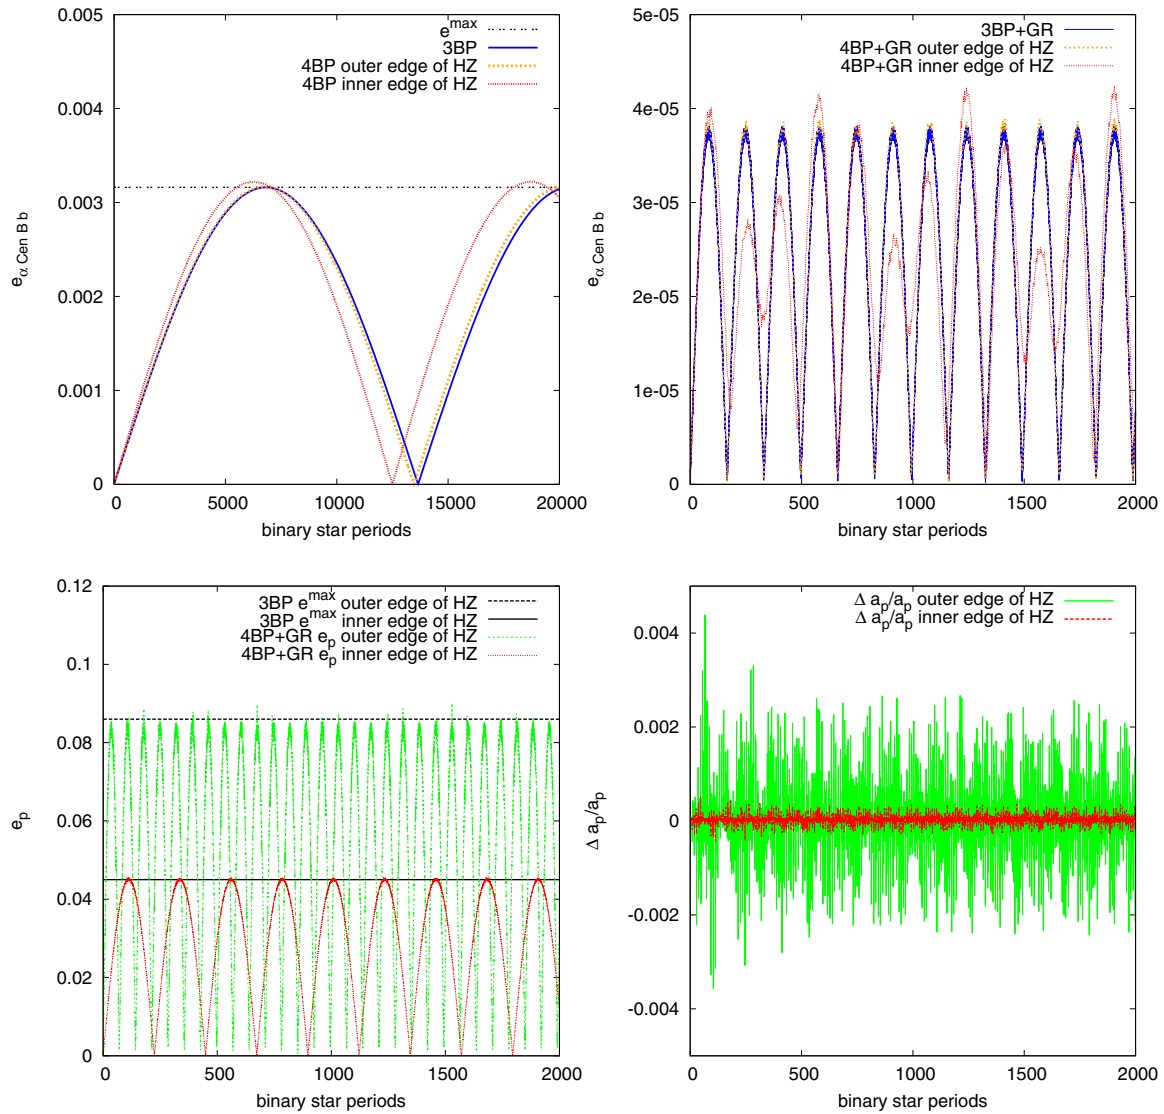 0.005
0.004
0.003
0.002
0.001
0
0
5000
10000
15000
20000
e_α Cen B b
binary star periods
e^max
3BP
4BP outer edge of HZ
4BP inner edge of HZ
5e-05
4e-05
3e-05
2e-05
1e-05
0
0
500
1000
1500
2000
e_α Cen B b
binary star periods
3BP+GR
4BP+GR outer edge of HZ
4BP+GR inner edge of HZ
0.12
0.1
0.08
0.06
0.04
0.02
0
0
500
1000
1500
2000
e_p
binary star periods
3BP e^max outer edge of HZ
3BP e^max inner edge of HZ
4BP+GR e_p outer edge of HZ
4BP+GR e_p inner edge of HZ
0.004
0.002
0
-0.002
-0.004
0
500
1000
1500
2000
Δ a_p/a_p
binary star periods
Δ a_p/a_p outer edge of HZ
Δ a_p/a_p inner edge of HZ